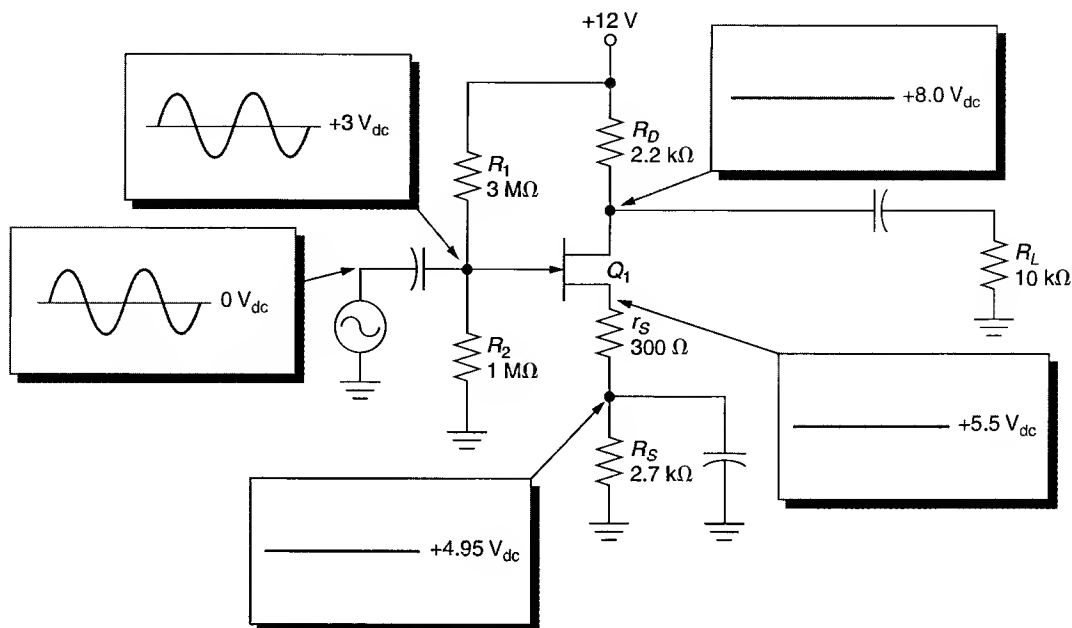 +12 V
+3 V_dc
+8.0 V_dc
R_D
2.2 kΩ
R_1
3 MΩ
0 V_dc
Q_1
R_L
10 kΩ
r_S
300 Ω
R_2
1 MΩ
+5.5 V_dc
R_S
2.7 kΩ
+4.95 V_dc